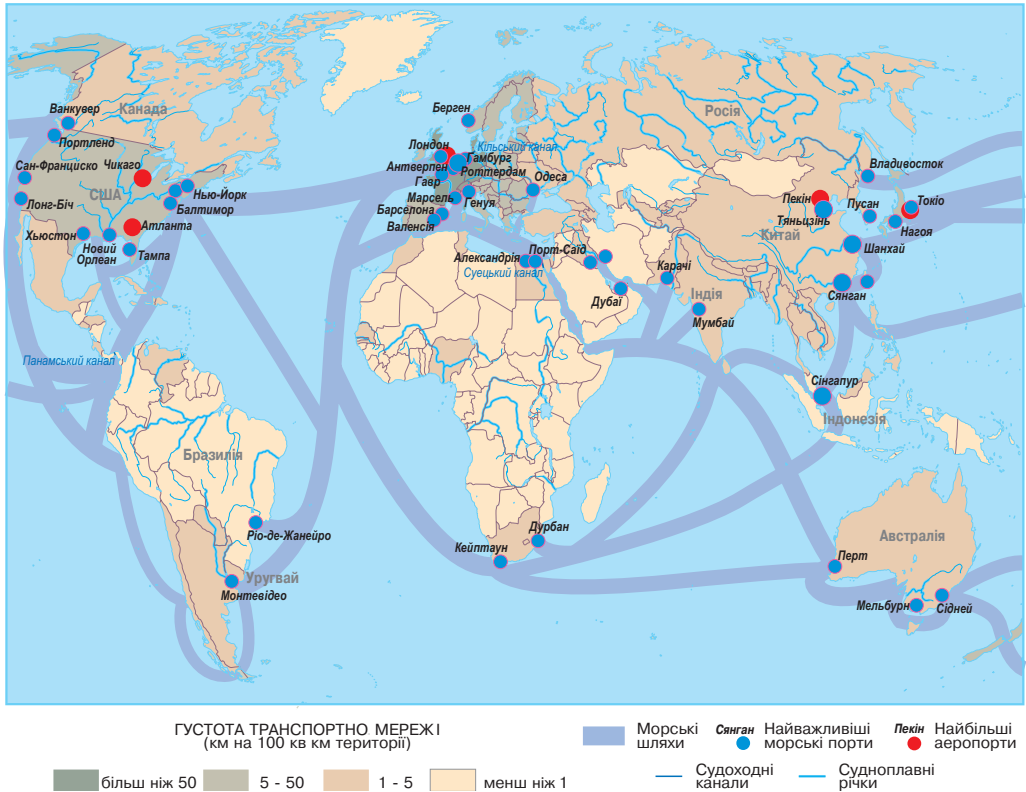 Берген
Росія
Ванкувер
Канада
Портленд
Лондон
Кільський канал
Гамбург
Антверпен
Роттердам
Сан-Франциско
Чикаго
Гавр
Одеса
Владивосток
США
Нью-Йорк
Марсель
Генуя
Пекін
Лонг-Біч
Балтимор
Барселона
Пусан
Токіо
Валенсія
Тяньцзінь
Хьюстон
Атланта
Китай
Нагоя
Новий
Орлеан
Тампа
Порт-Саїд
Шанхай
Александрія
Суецький канал
Карачі
Дубаї
Індія
Сянган
Мумбай
Панамський канал
Сінгапур
Індонезія
Бразилія
Ріо-де-Жанейро
Дурбан
Австралія
Кейптаун
Перт
Уругвай
Монтевідео
Мельбурн
Сідней
ГУСТОТА ТРАНСПОРТНО МЕРЕЖІ
(км на 100 кв км території)
більш ніж 50
5 - 50
1 - 5
менш ніж 1
Морські
шляхи
Сянган
Найважливіші
морські порти
Пекін
Найбільші
аеропорти
Судоходні
канали
Судноплавні
річки